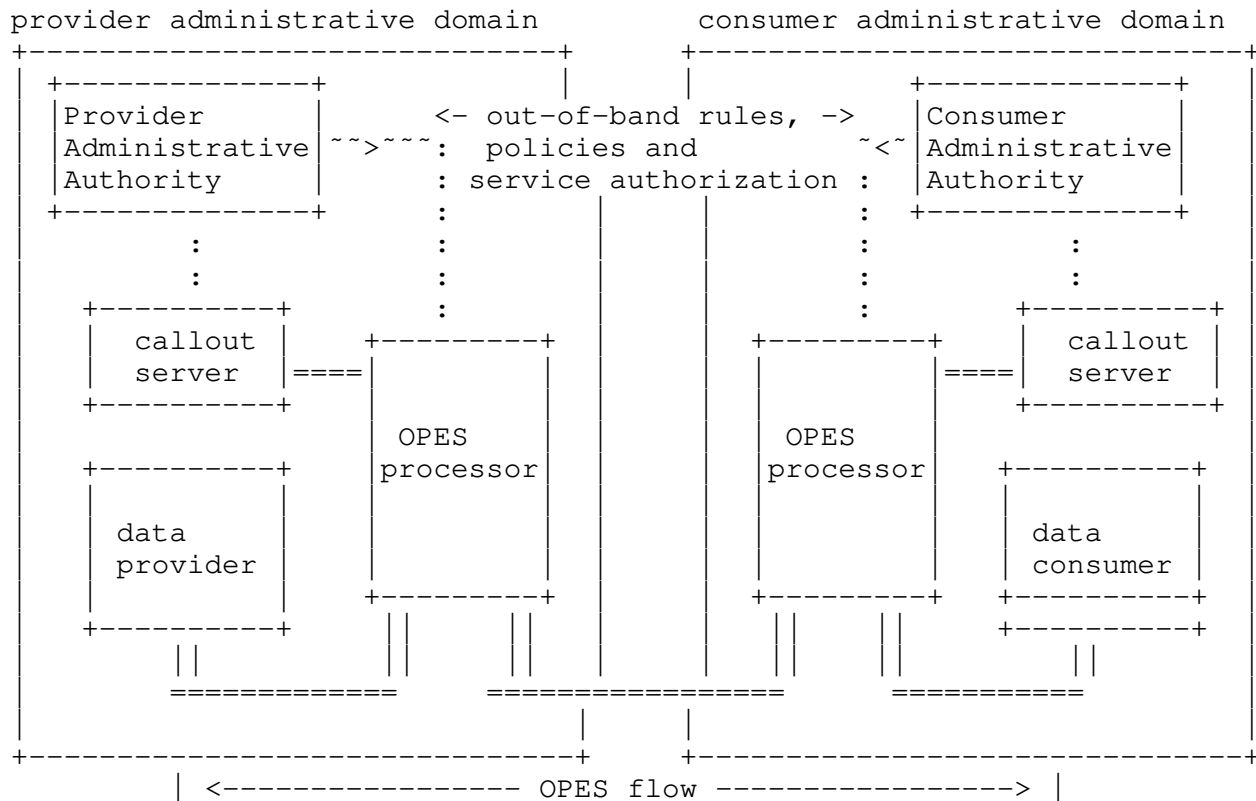 provider administrative domain consumer administrative domain
Provider <- out-of-band rules, -> Consumer
Administrative policies and Administrative
Authority service authorization Authority
callout callout
server server
OPES OPES
processor processor
data data
provider consumer
OPES flow